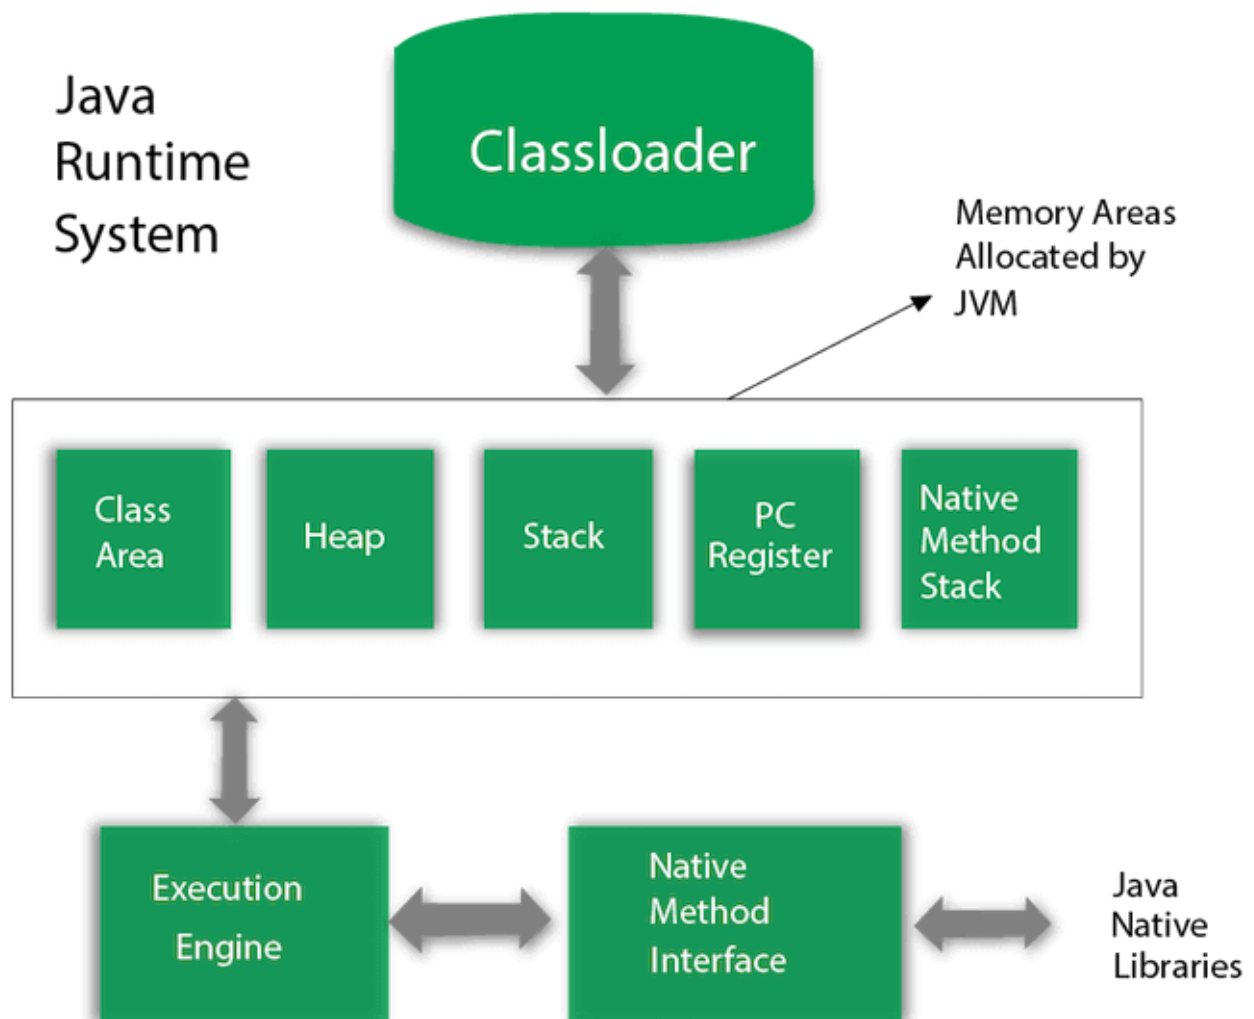 Java
Runtime
System
Classloader
Memory Areas
Allocated by
JVM
Class
Area
Heap
Stack
PC
Register
Native
Method
Stack
Execution
Engine
Native
Method
Interface
Java
Native
Libraries